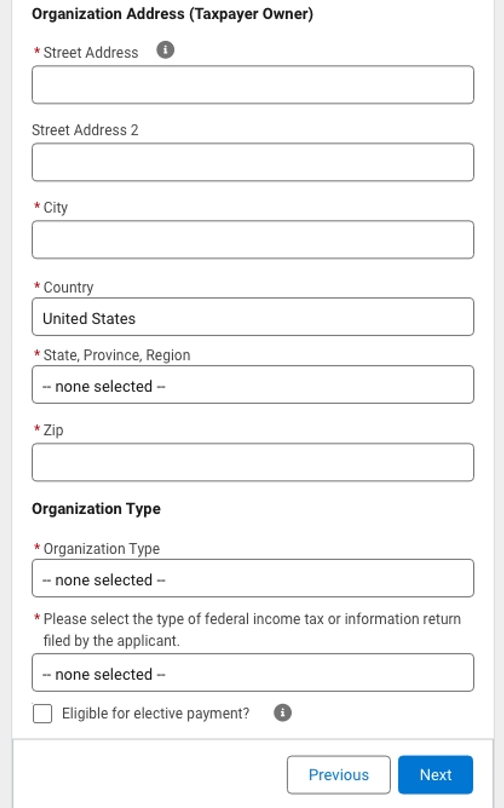 Organization Address (Taxpayer Owner)
* Street Address
Street Address 2
* City
* Country
United States
* State, Province, Region
-- none selected --
* Zip
Organization Type
* Organization Type
-- none selected --
* Please select the type of federal income tax or information return
filed by the applicant.
-- none selected --
Eligible for elective payment?
Previous
Next